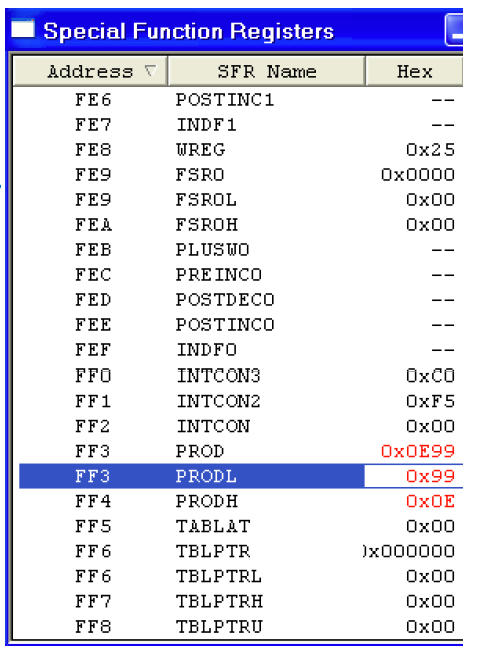 Special Function Registers
Address SFR Name Hex
FE6 POSTINC1 --
FE7 INDF1 --
FE8 WREG 0x25
FE9 FSR0 0x0000
FE9 FSR0L 0x00
FEA FSR0H 0x00
FEB PLUSW0 --
FEC PREINC0 --
FED POSTDEC0 --
FEE POSTINC0 --
FEF INDF0 --
FF0 INTCON3 0xC0
FF1 INTCON2 0xF5
FF2 INTCON 0x00
FF3 PROD 0x0E99
FF3 PRODL 0x99
FF4 PRODH 0x0E
FF5 TABLAT 0x00
FF6 TBLPTR )x000000
FF6 TBLPTRL 0x00
FF7 TBLPTRH 0x00
FF8 TBLPTRU 0x00